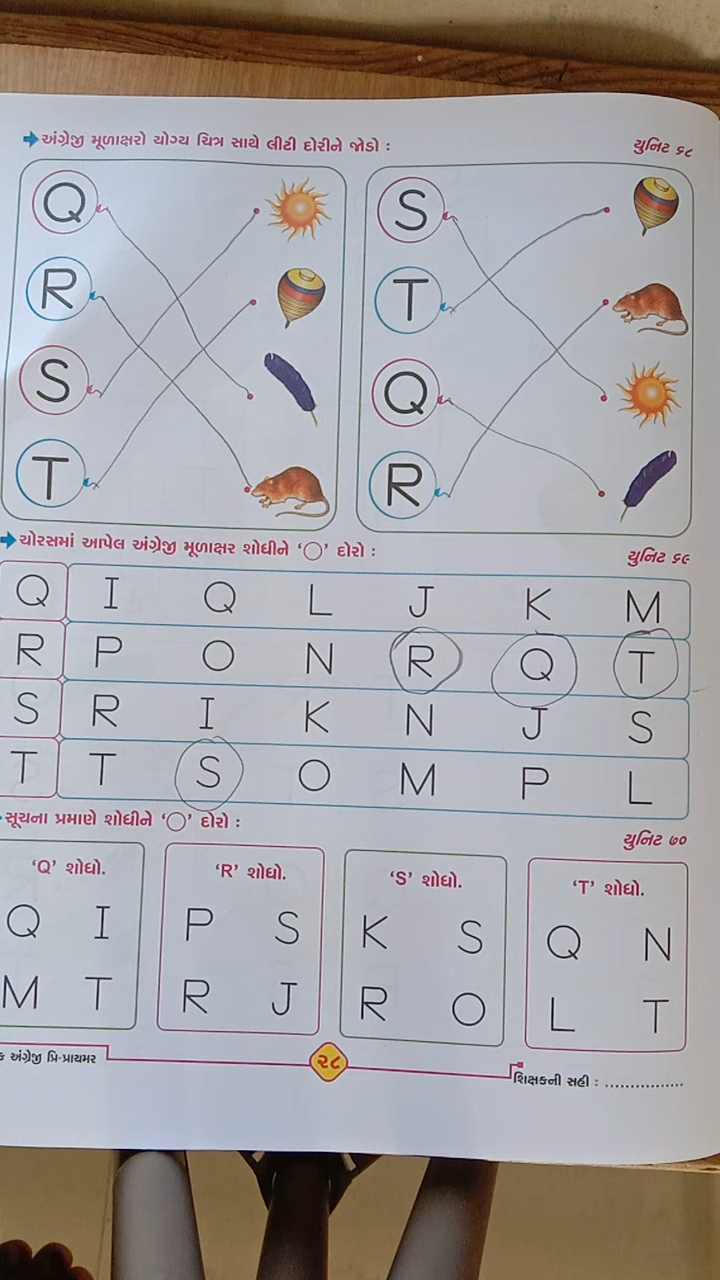 અંગ્રેજી મૂળાક્ષરો યોગ્ય ચિત્ર સાથે લીટી દોરીને જોડો :
યુનિટ ૬૮
Q
R
S
T
S
T
Q
R
ચોરસમાં આપેલ અંગ્રેજી મૂળાક્ષર શોધીને ‘○’ દોરો :
યુનિટ ૬૯
Q I Q L J K M
R P O N R Q T
S R I K N J S
T T S O M P L
સૂચના પ્રમાણે શોધીને ‘○’ દોરો :
યુનિટ ૭૦
‘Q’ શોધો.
Q I
M T
‘R’ શોધો.
P S
R J
‘S’ શોધો.
K S
R O
‘T’ શોધો.
Q N
L T
અંગ્રેજી પ્રિ-પ્રાયમર
૨૮
શિક્ષકની સહી : ................